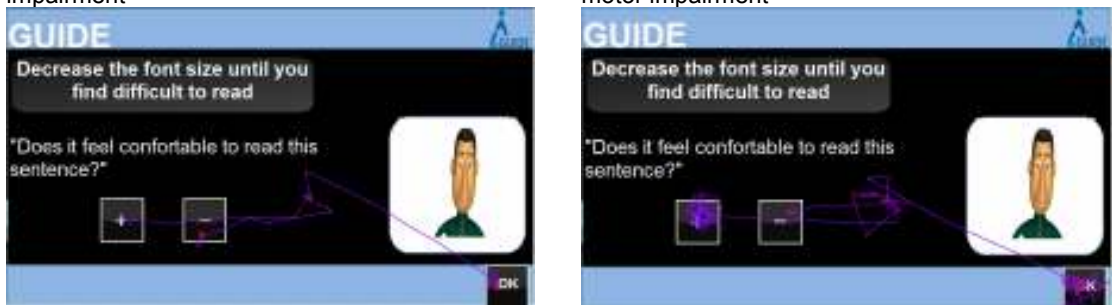 impairment
GUIDE
Decrease the font size until you
find difficult to read
"Does it feel confortable to read this
sentence?"
+
−
OK
motor impairment
GUIDE
Decrease the font size until you
find difficult to read
"Does it feel confortable to read this
sentence?"
+
−
K